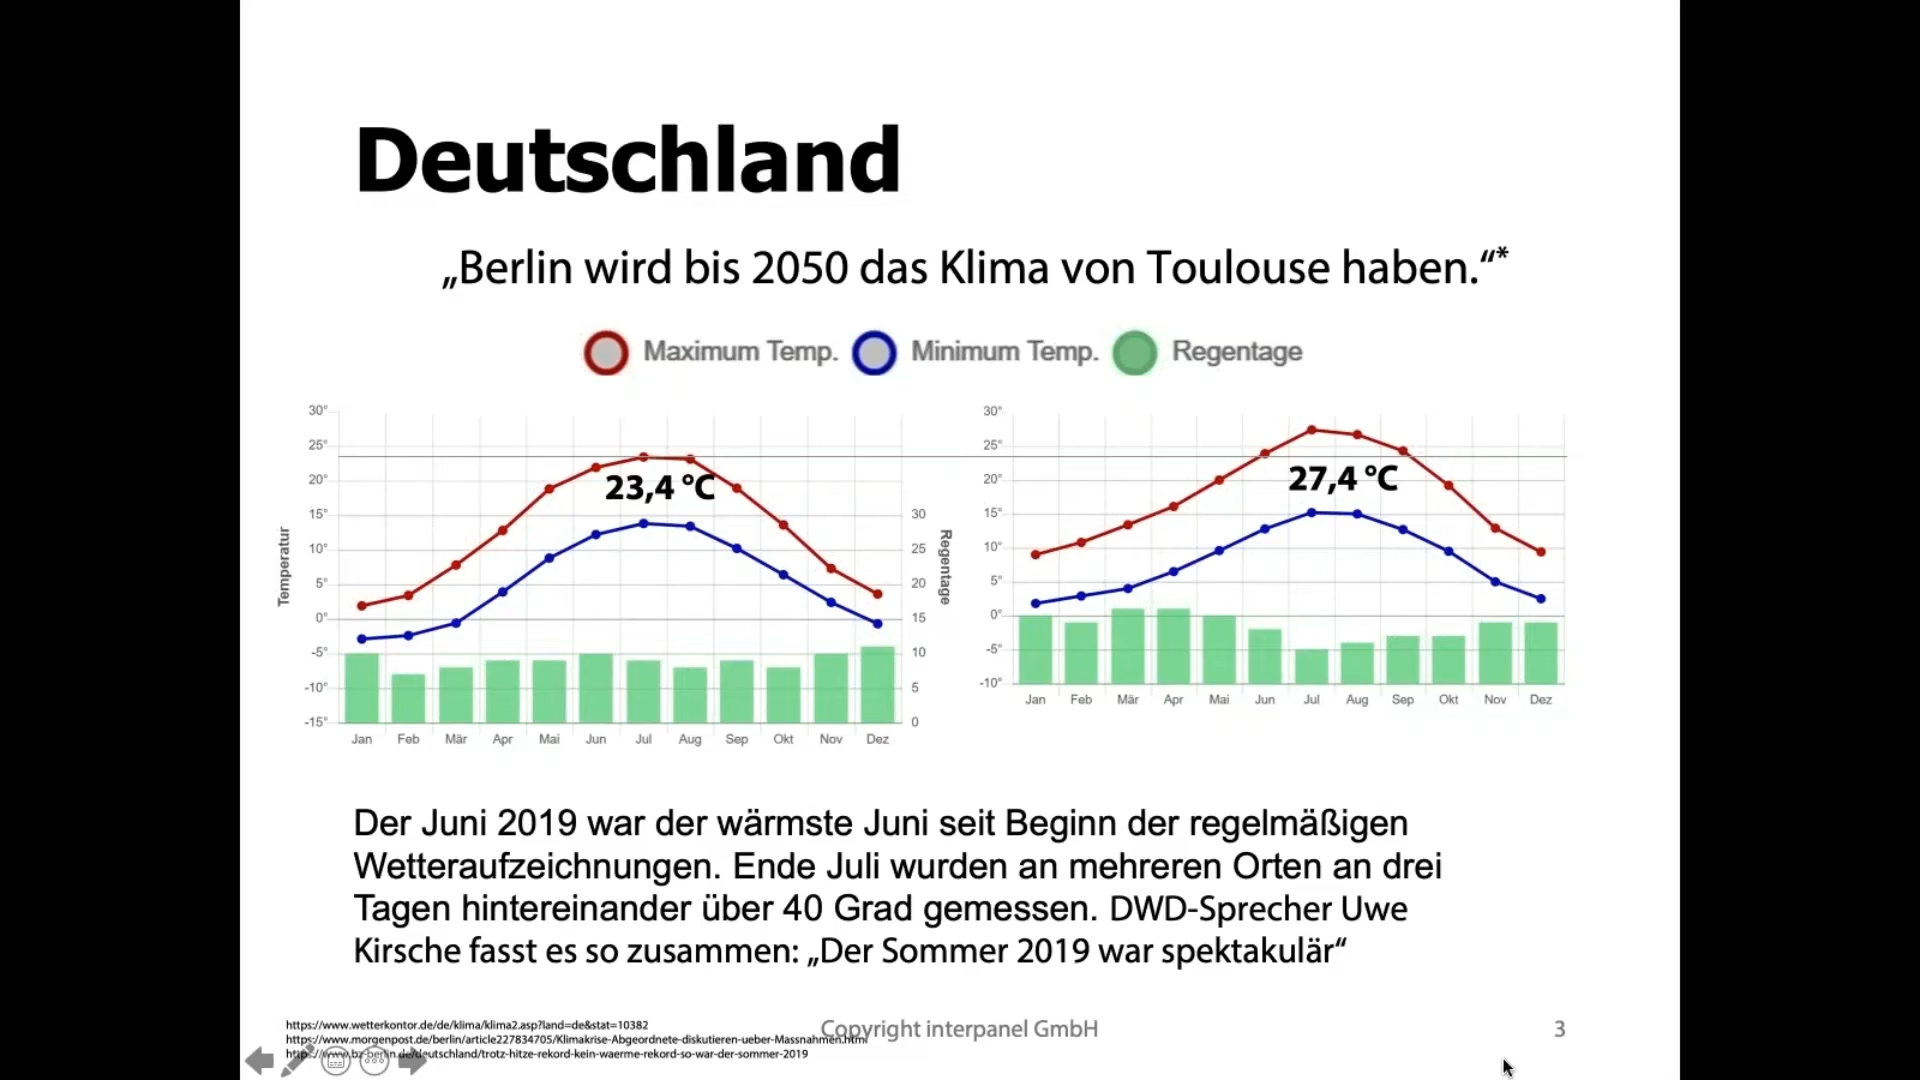 Deutschland
„Berlin wird bis 2050 das Klima von Toulouse haben.“*
Maximum Temp. Minimum Temp. Regentage
30°
25°
20°
15°
10°
5°
0°
-5°
-10°
-15°
Temperatur
23,4 °C
30
25
20
15
10
5
0
Regentage
Jan Feb Mär Apr Mai Jun Jul Aug Sep Okt Nov Dez
30°
25°
20°
15°
10°
5°
0°
-5°
-10°
27,4 °C
Jan Feb Mär Apr Mai Jun Jul Aug Sep Okt Nov Dez
Der Juni 2019 war der wärmste Juni seit Beginn der regelmäßigen
Wetteraufzeichnungen. Ende Juli wurden an mehreren Orten an drei
Tagen hintereinander über 40 Grad gemessen. DWD-Sprecher Uwe
Kirsche fasst es so zusammen: „Der Sommer 2019 war spektakulär“
https://www.wetterkontor.de/de/klima/klima2.asp?land=de&stat=10382
https://www.morgenpost.de/berlin/article227834705/Klimakrise-Abgeordnete-diskutieren-ueber-Massnahmen.html
https://www.bz-berlin.de/deutschland/trotz-hitze-rekord-kein-waerme-rekord-so-war-der-sommer-2019
Copyright interpanel GmbH
3